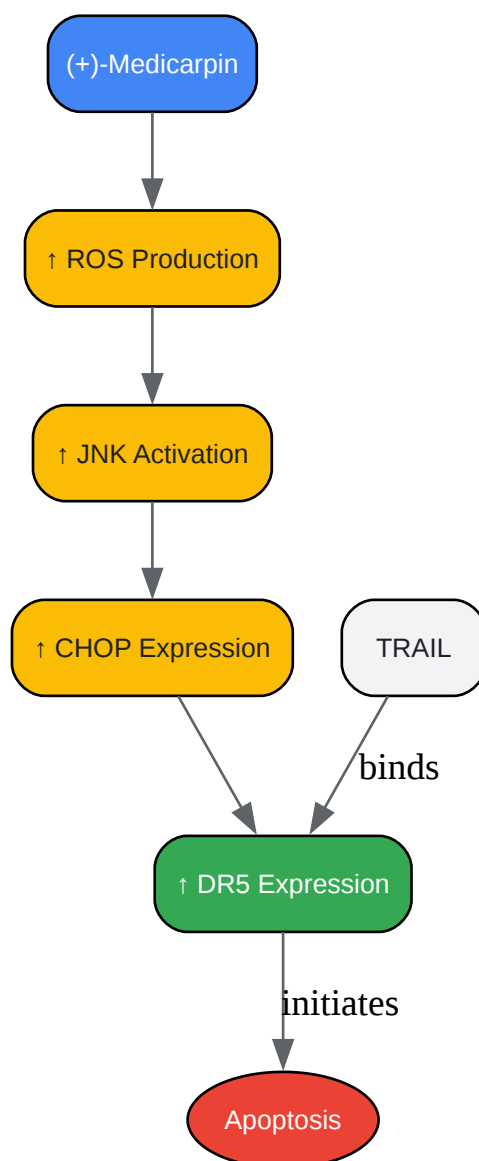 (+)-Medicarpin
↑ ROS Production
↑ JNK Activation
↑ CHOP Expression
TRAIL
binds
↑ DR5 Expression
initiates
Apoptosis